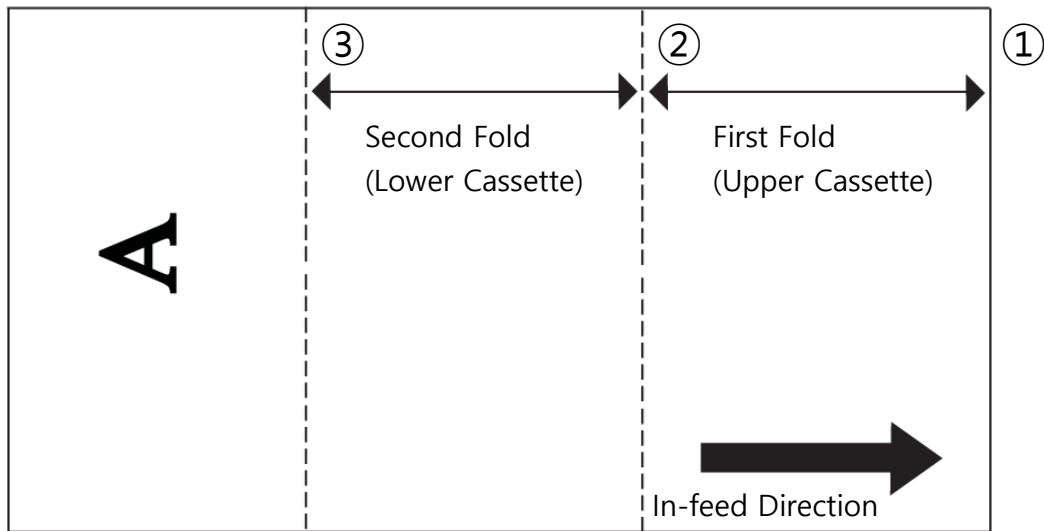 ③
②
①
Second Fold
(Lower Cassette)
First Fold
(Upper Cassette)
A
In-feed Direction